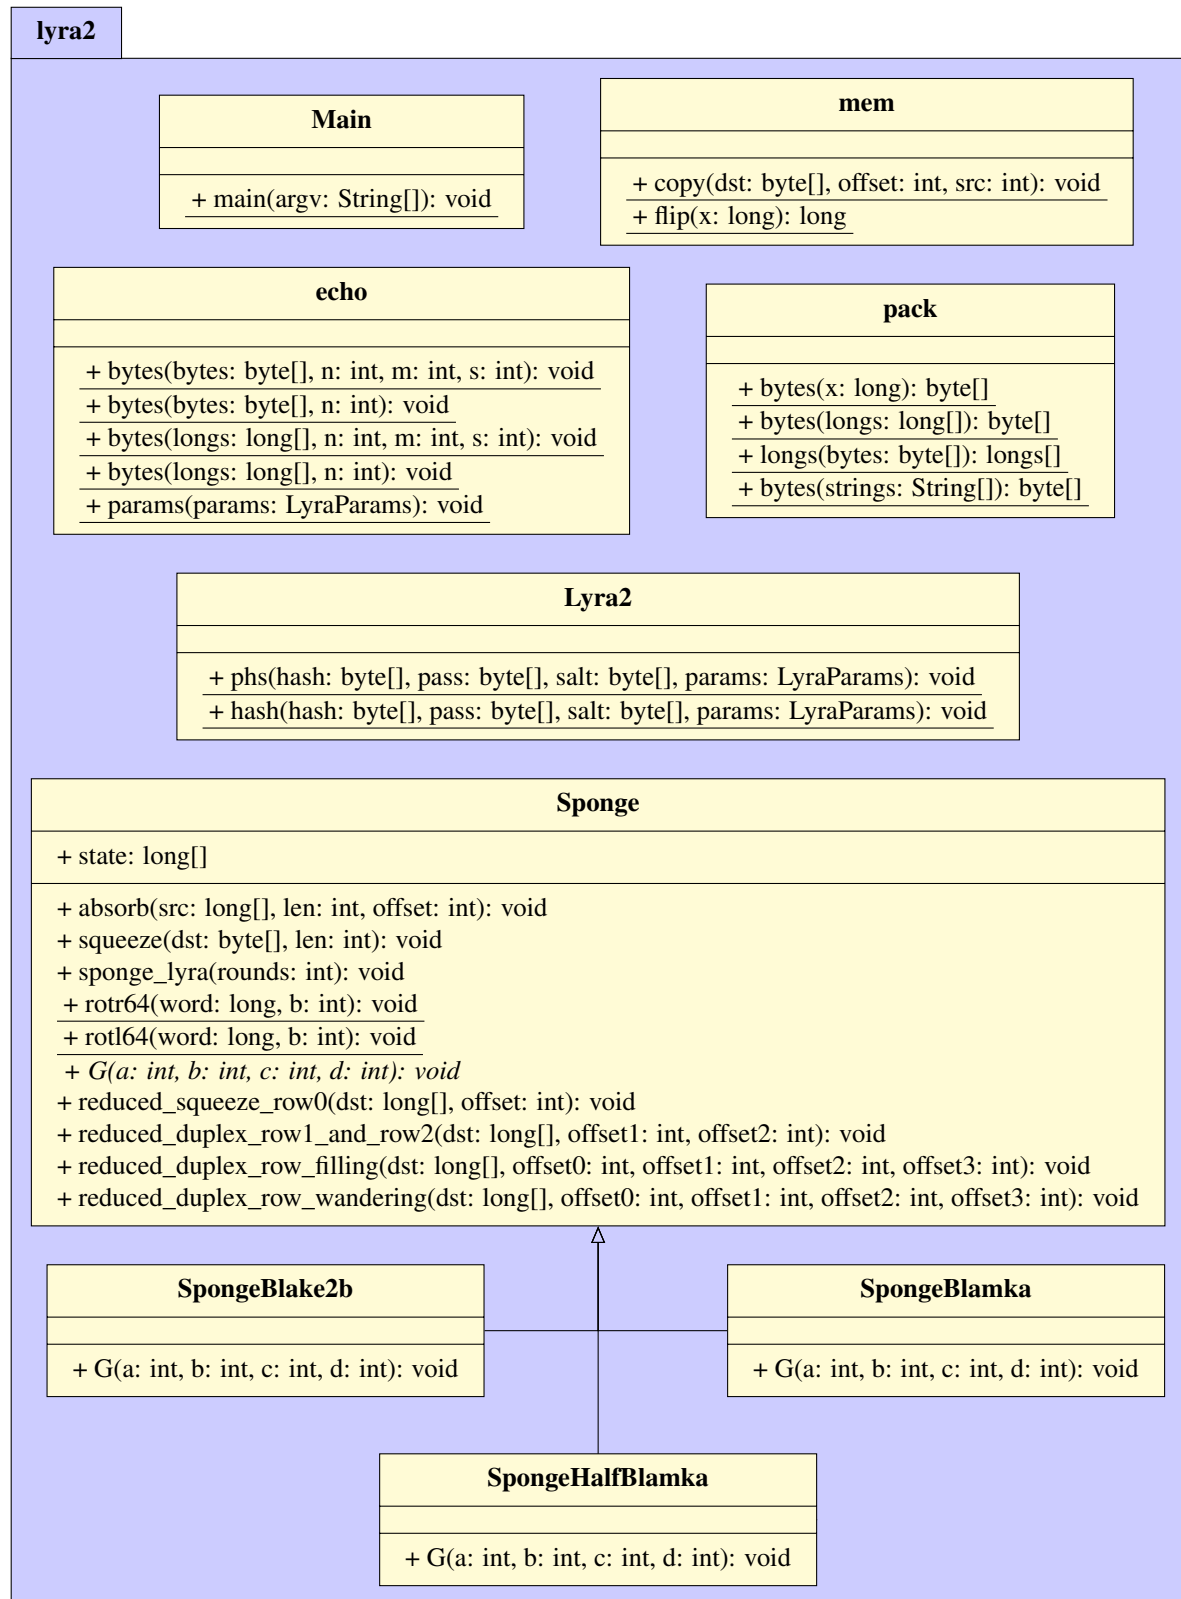 lyra2
Main
+ main(argv: String[]): void
mem
+ copy(dst: byte[], offset: int, src: int): void
+ flip(x: long): long
echo
+ bytes(bytes: byte[], n: int, m: int, s: int): void
+ bytes(bytes: byte[], n: int): void
+ bytes(longs: long[], n: int, m: int, s: int): void
+ bytes(longs: long[], n: int): void
+ params(params: LyraParams): void
pack
+ bytes(x: long): byte[]
+ bytes(longs: long[]): byte[]
+ longs(bytes: byte[]): longs[]
+ bytes(strings: String[]): byte[]
Lyra2
+ phs(hash: byte[], pass: byte[], salt: byte[], params: LyraParams): void
+ hash(hash: byte[], pass: byte[], salt: byte[], params: LyraParams): void
Sponge
+ state: long[]
+ absorb(src: long[], len: int, offset: int): void
+ squeeze(dst: byte[], len: int): void
+ sponge_lyra(rounds: int): void
+ rotr64(word: long, b: int): void
+ rotl64(word: long, b: int): void
+ G(a: int, b: int, c: int, d: int): void
+ reduced_squeeze_row0(dst: long[], offset: int): void
+ reduced_duplex_row1_and_row2(dst: long[], offset1: int, offset2: int): void
+ reduced_duplex_row_filling(dst: long[], offset0: int, offset1: int, offset2: int, offset3: int): void
+ reduced_duplex_row_wandering(dst: long[], offset0: int, offset1: int, offset2: int, offset3: int): void
SpongeBlake2b
+ G(a: int, b: int, c: int, d: int): void
SpongeBlamka
+ G(a: int, b: int, c: int, d: int): void
SpongeHalfBlamka
+ G(a: int, b: int, c: int, d: int): void